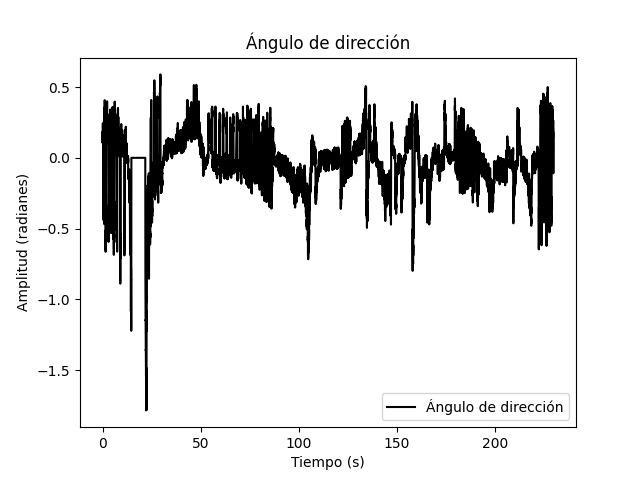 Ángulo de dirección
0.5
0.0
−0.5
−1.0
−1.5
Amplitud (radianes)
0 50 100 150 200
Tiempo (s)
Ángulo de dirección